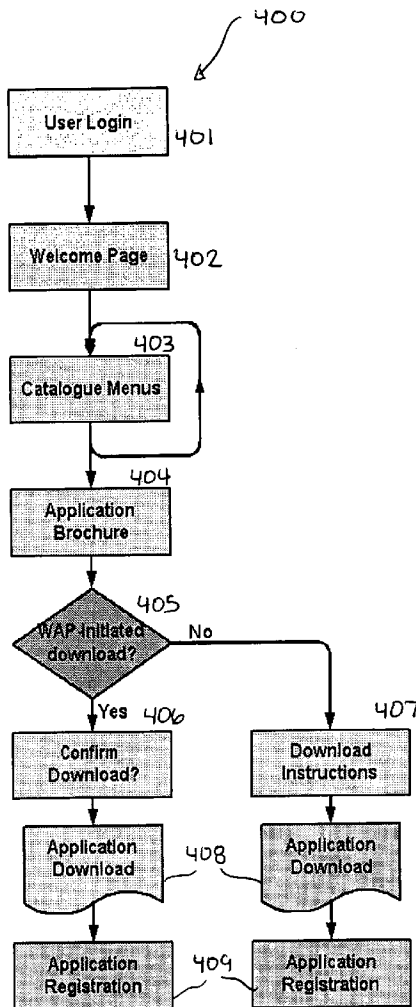 400
User Login
401
Welcome Page
402
403
Catalogue Menus
404
Application
Brochure
405
WAP-Initiated
download?
No
Yes
406
407
Confirm
Download?
Download
Instructions
Application
Download
408
Application
Download
Application
Registration
409
Application
Registration